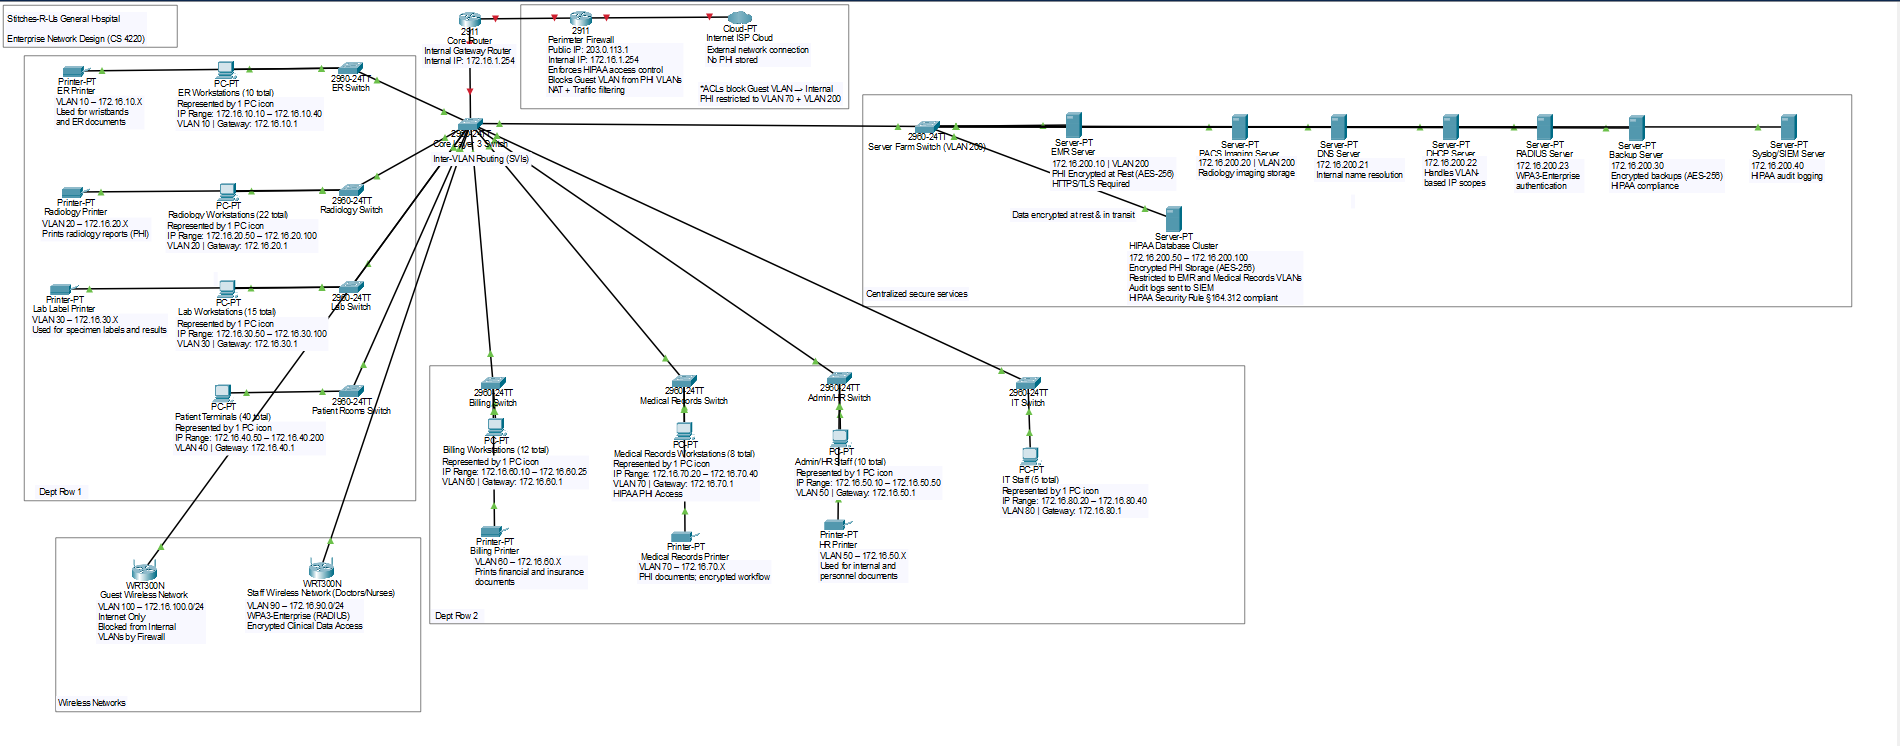 Stitches-R-Us General Hospital
Enterprise Network Design (CS 4220)
2911
Core Router
Internal Gateway Router
Internal IP: 172.16.1.254
2911
Perimeter Firewall
Public IP: 203.0.113.1
Internal IP: 172.16.1.254
Enforces HIPAA access control
Blocks Guest VLAN from PHI VLANs
NAT + Traffic filtering
Cloud-PT
Internet ISP Cloud
External network connection
No PHI stored
*ACLs block Guest VLAN → Internal
PHI restricted to VLAN 70 + VLAN 200
Printer-PT
ER Printer
VLAN 10 – 172.16.10.X
Used for wristbands
and ER documents
PC-PT
ER Workstations (10 total)
Represented by 1 PC icon
IP Range: 172.16.10.10 – 172.16.10.40
VLAN 10 | Gateway: 172.16.10.1
2960-24TT
ER Switch
2960-24TT
Core Layer 3 Switch
Inter-VLAN Routing (SVIs)
Printer-PT
Radiology Printer
VLAN 20 – 172.16.20.X
Prints radiology reports (PHI)
PC-PT
Radiology Workstations (22 total)
Represented by 1 PC icon
IP Range: 172.16.20.50 – 172.16.20.100
VLAN 20 | Gateway: 172.16.20.1
2960-24TT
Radiology Switch
Printer-PT
Lab Label Printer
VLAN 30 – 172.16.30.X
Used for specimen labels and results
PC-PT
Lab Workstations (15 total)
Represented by 1 PC icon
IP Range: 172.16.30.50 – 172.16.30.100
VLAN 30 | Gateway: 172.16.30.1
2960-24TT
Lab Switch
PC-PT
Patient Terminals (40 total)
Represented by 1 PC icon
IP Range: 172.16.40.50 – 172.16.40.200
VLAN 40 | Gateway: 172.16.40.1
2960-24TT
Patient Rooms Switch
Dept Row 1
2960-24TT
Server Farm Switch (VLAN 200)
Server-PT
EMR Server
172.16.200.10 | VLAN 200
PHI Encrypted at Rest (AES-256)
HTTPS/TLS Required
Server-PT
PACS Imaging Server
172.16.200.20 | VLAN 200
Radiology imaging storage
Server-PT
DNS Server
172.16.200.21
Internal name resolution
Server-PT
DHCP Server
172.16.200.22
Handles VLAN-
based IP scopes
Server-PT
RADIUS Server
172.16.200.23
WPA3-Enterprise
authentication
Server-PT
Backup Server
172.16.200.30
Encrypted backups (AES-256)
HIPAA compliance
Server-PT
Syslog/SIEM Server
172.16.200.40
HIPAA audit logging
Data encrypted at rest & in transit
Server-PT
HIPAA Database Cluster
172.16.200.50 – 172.16.200.100
Encrypted PHI Storage (AES-256)
Restricted to EMR and Medical Records VLANs
Audit logs sent to SIEM
HIPAA Security Rule §164.312 compliant
Centralized secure services
2960-24TT
Billing Switch
PC-PT
Billing Workstations (12 total)
Represented by 1 PC icon
IP Range: 172.16.60.10 – 172.16.60.25
VLAN 60 | Gateway: 172.16.60.1
Printer-PT
Billing Printer
VLAN 60 – 172.16.60.X
Prints financial and insurance
documents
2960-24TT
Medical Records Switch
PC-PT
Medical Records Workstations (8 total)
Represented by 1 PC icon
IP Range: 172.16.70.20 – 172.16.70.40
VLAN 70 | Gateway: 172.16.70.1
HIPAA PHI Access
Printer-PT
Medical Records Printer
VLAN 70 – 172.16.70.X
PHI documents; encrypted workflow
2960-24TT
Admin/HR Switch
PC-PT
Admin/HR Staff (10 total)
Represented by 1 PC icon
IP Range: 172.16.50.10 – 172.16.50.50
VLAN 50 | Gateway: 172.16.50.1
Printer-PT
HR Printer
VLAN 50 – 172.16.50.X
Used for internal and
personnel documents
2960-24TT
IT Switch
PC-PT
IT Staff (5 total)
Represented by 1 PC icon
IP Range: 172.16.80.20 – 172.16.80.40
VLAN 80 | Gateway: 172.16.80.1
Dept Row 2
WRT300N
Guest Wireless Network
VLAN 100 – 172.16.100.0/24
Internet Only
Blocked from Internal
VLANs by Firewall
WRT300N
Staff Wireless Network (Doctors/Nurses)
VLAN 90 – 172.16.90.0/24
WPA3-Enterprise (RADIUS)
Encrypted Clinical Data Access
Wireless Networks